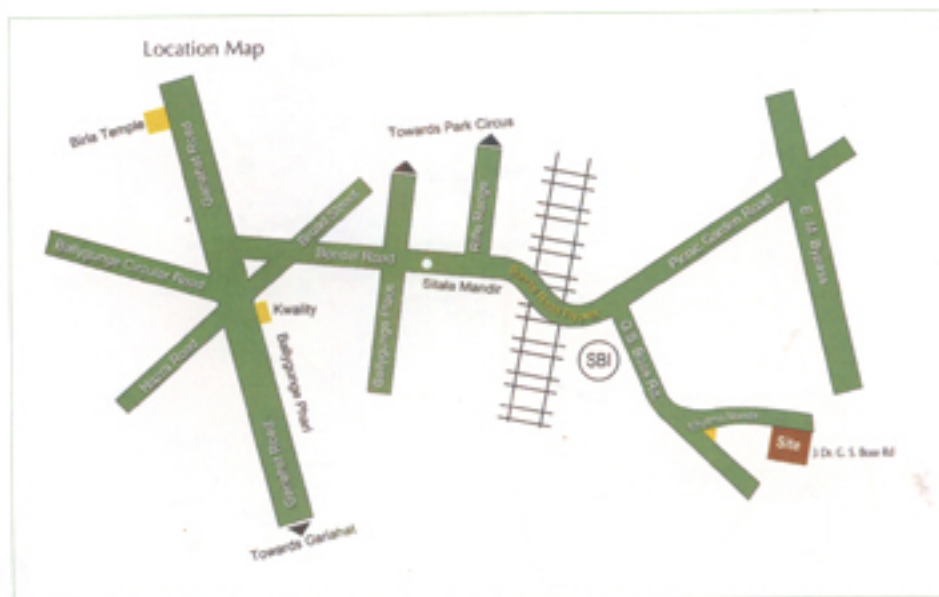 Location Map
Birla Temple
Gariahat Road
Towards Park Circus
Rifle Range
Broad Street
Bondel Road
Ballygunge Circular Road
Ballygunge Place
Sitala Mandir
Picnic Garden Road
E. M. Bypass
Kwality
Hazra Road
Ballygunge Phari
Gariahat Road
SBI
Site
3 Dr. G. S. Bose Rd
Towards Gariahat